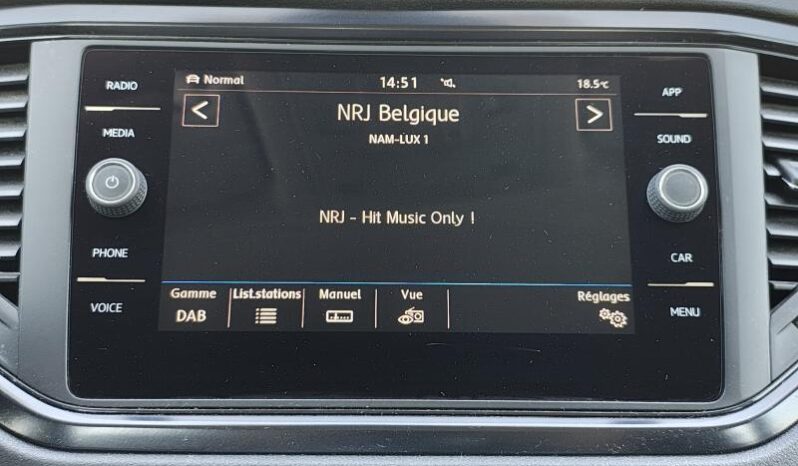 RADIO
MEDIA
PHONE
VOICE
Normal 14:51 18.5°C
< NRJ Belgique >
NAM-LUX 1
NRJ - Hit Music Only !
Gamme List.stations Manuel Vue Réglages
DAB
APP
SOUND
CAR
MENU